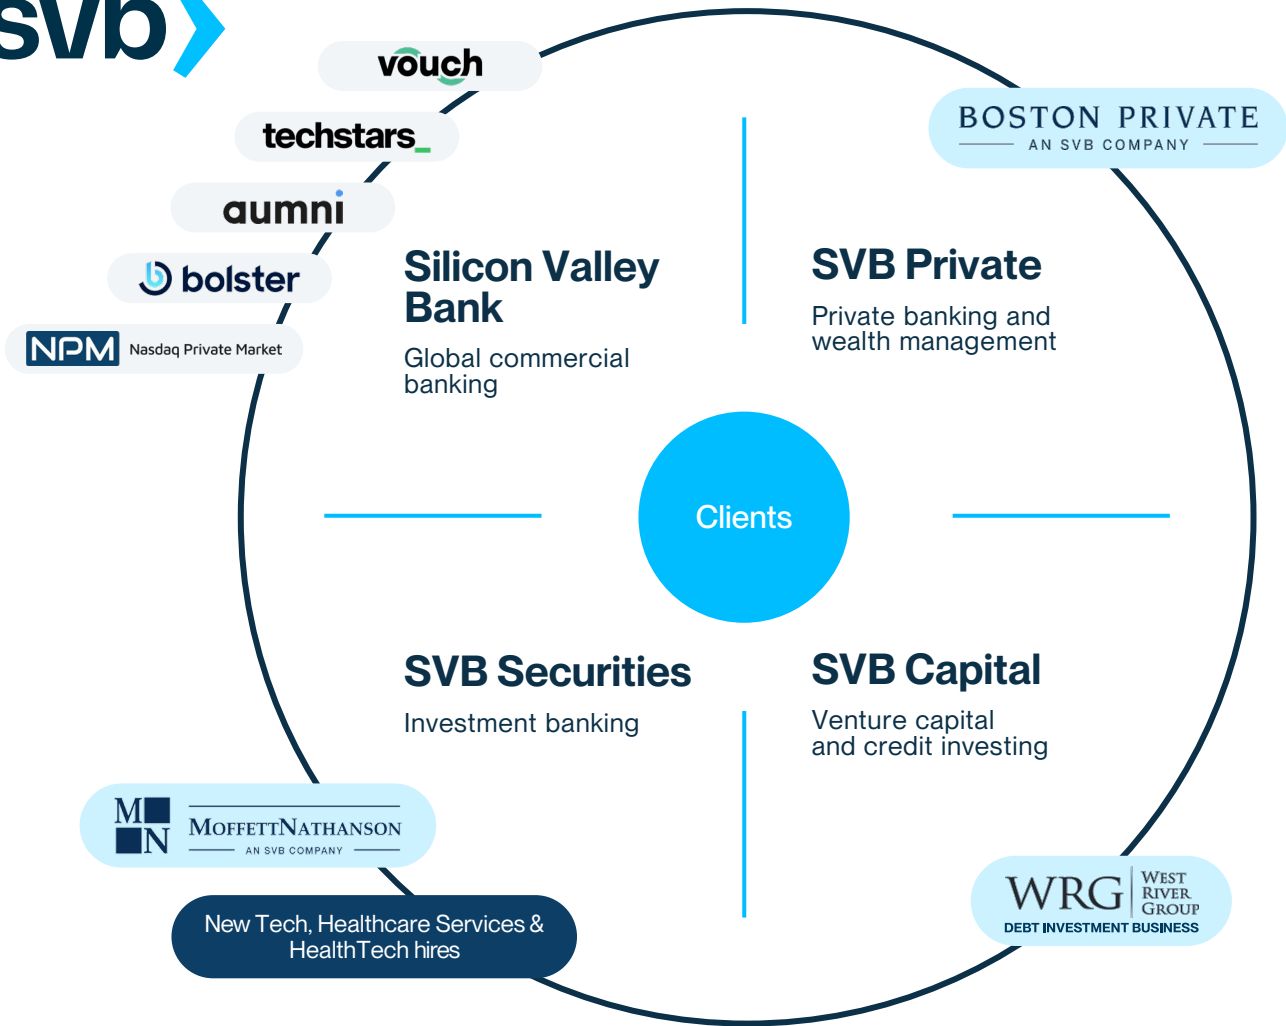 svb
vouch
techstars_
aumni
bolster
NPM Nasdaq Private Market
BOSTON PRIVATE
AN SVB COMPANY
Silicon Valley
Bank
Global commercial
banking
SVB Private
Private banking and
wealth management
Clients
SVB Securities
Investment banking
SVB Capital
Venture capital
and credit investing
M
N
MOFFETTNATHANSON
AN SVB COMPANY
New Tech, Healthcare Services &
HealthTech hires
WRG
WEST
RIVER
GROUP
DEBT INVESTMENT BUSINESS